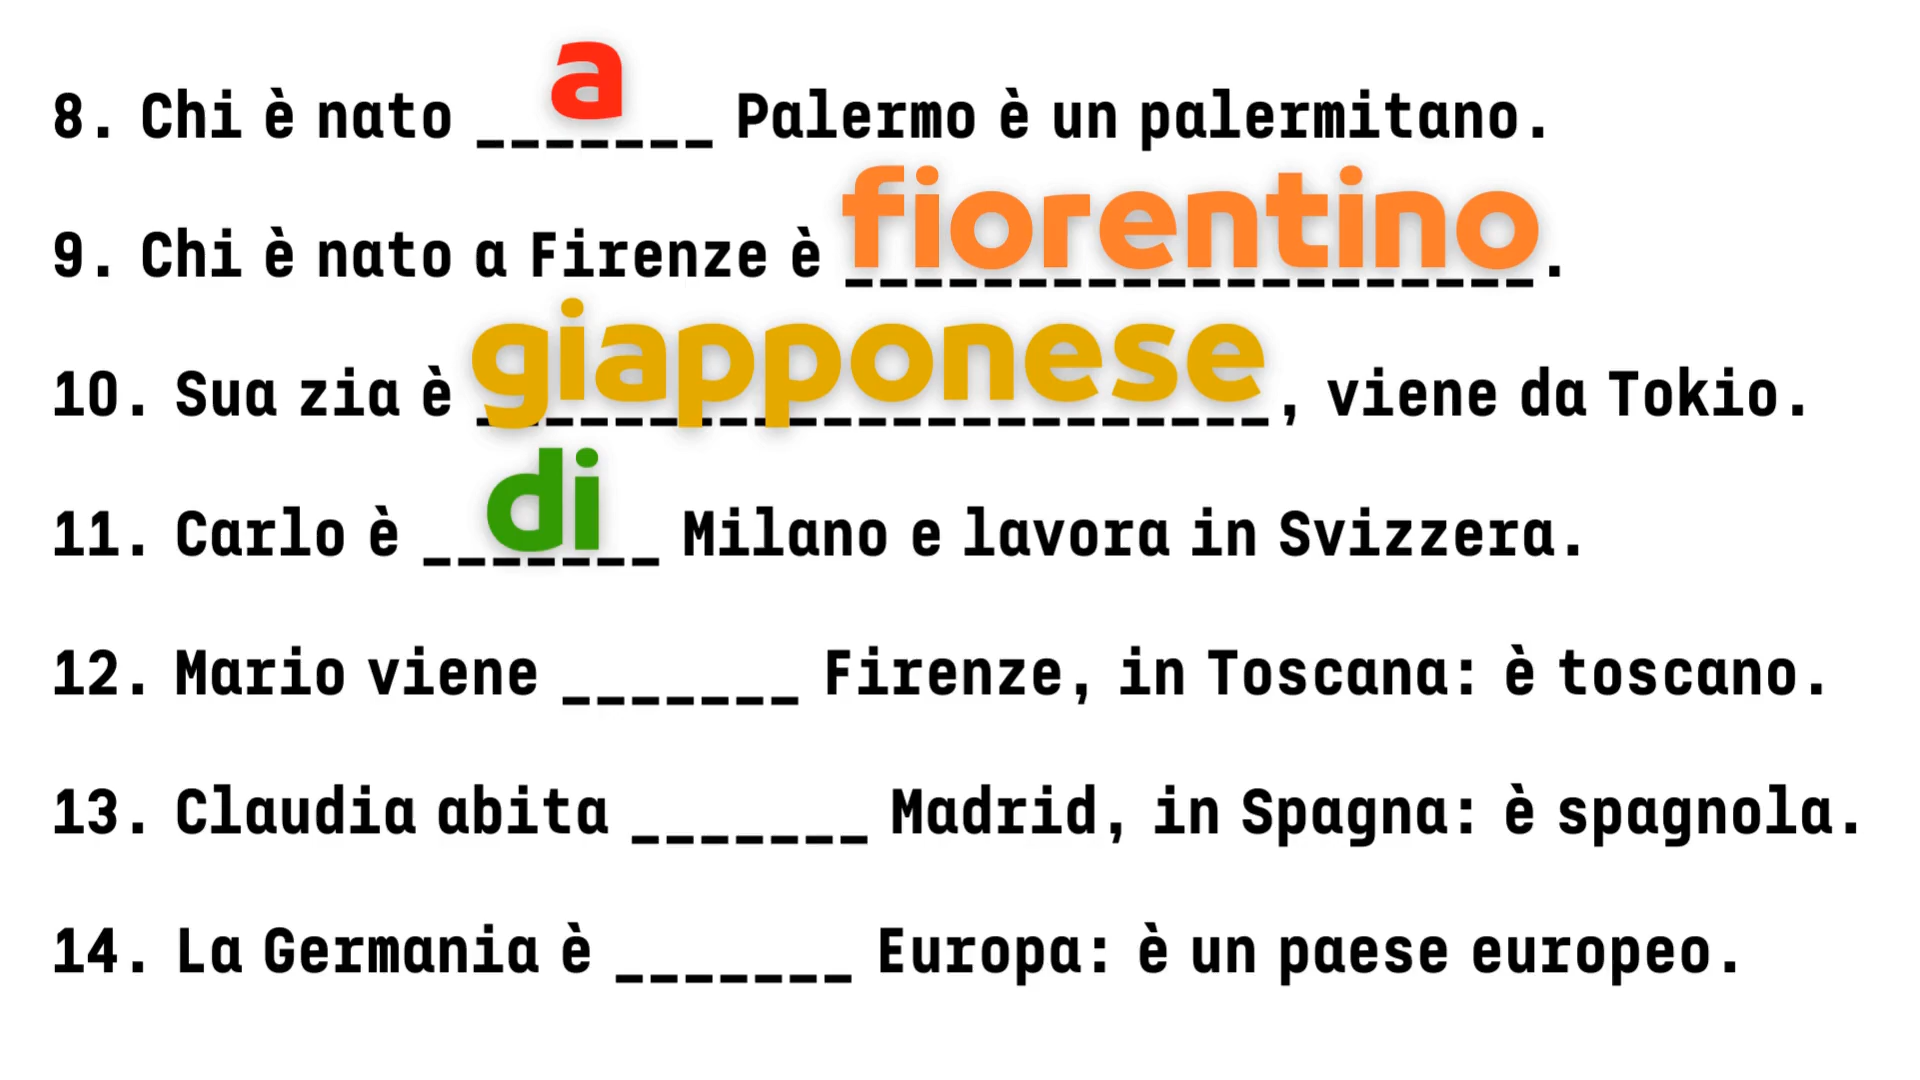 8. Chi è nato a Palermo è un palermitano.
9. Chi è nato a Firenze è fiorentino.
10. Sua zia è giapponese, viene da Tokio.
11. Carlo è di Milano e lavora in Svizzera.
12. Mario viene _______ Firenze, in Toscana: è toscano.
13. Claudia abita _______ Madrid, in Spagna: è spagnola.
14. La Germania è _______ Europa: è un paese europeo.